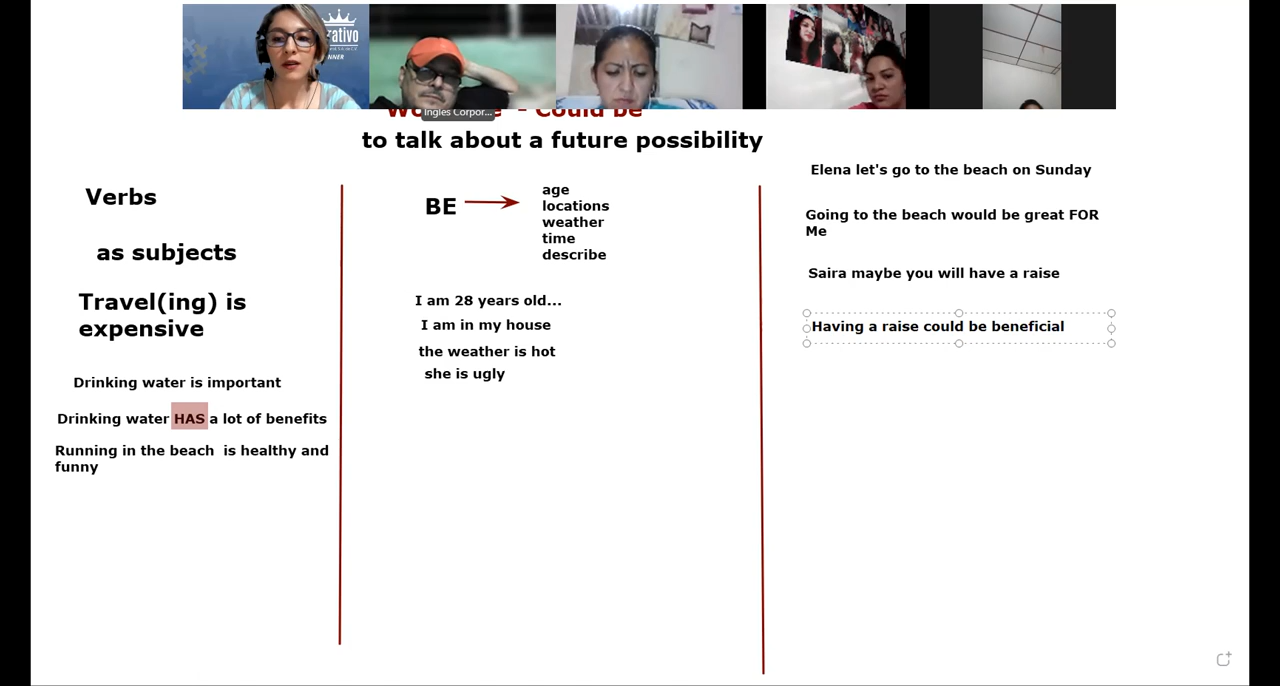 rativo
NNER
Ingles Corpor...
- Could be
to talk about a future possibility
Verbs
as subjects
Travel(ing) is
expensive
Drinking water is important
Drinking water HAS a lot of benefits
Running in the beach  is healthy and
funny
BE
age
locations
weather
time
describe
I am 28 years old...
I am in my house
the weather is hot
she is ugly
Elena let's go to the beach on Sunday
Going to the beach would be great FOR
Me
Saira maybe you will have a raise
Having a raise could be beneficial